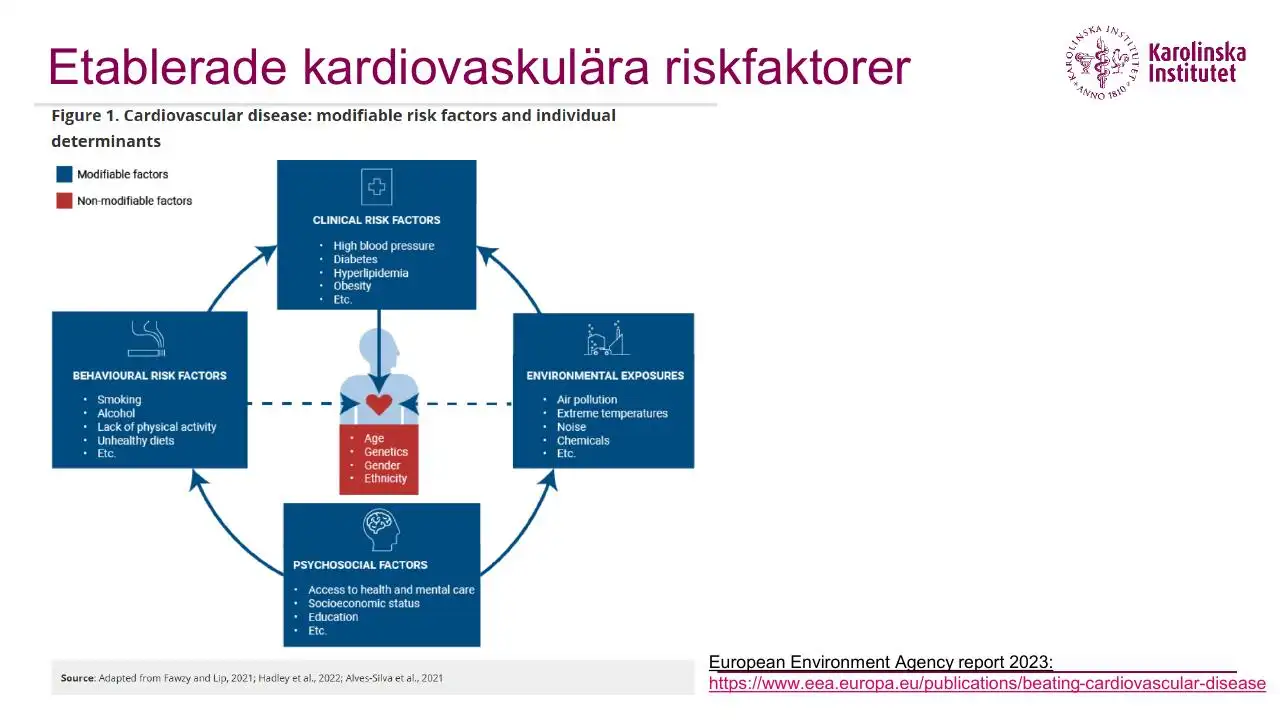 Etablerade kardiovaskulära riskfaktorer
KAROLINSKA INSTITUTET
ANNO 1810
Karolinska
Institutet
Figure 1. Cardiovascular disease: modifiable risk factors and individual
determinants
Modifiable factors
Non-modifiable factors
CLINICAL RISK FACTORS
• High blood pressure
• Diabetes
• Hyperlipidemia
• Obesity
• Etc.
BEHAVIOURAL RISK FACTORS
• Smoking
• Alcohol
• Lack of physical activity
• Unhealthy diets
• Etc.
ENVIRONMENTAL EXPOSURES
• Air pollution
• Extreme temperatures
• Noise
• Chemicals
• Etc.
• Age
• Genetics
• Gender
• Ethnicity
PSYCHOSOCIAL FACTORS
• Access to health and mental care
• Socioeconomic status
• Education
• Etc.
Source: Adapted from Fawzy and Lip, 2021; Hadley et al., 2022; Alves-Silva et al., 2021
European Environment Agency report 2023:
https://www.eea.europa.eu/publications/beating-cardiovascular-disease